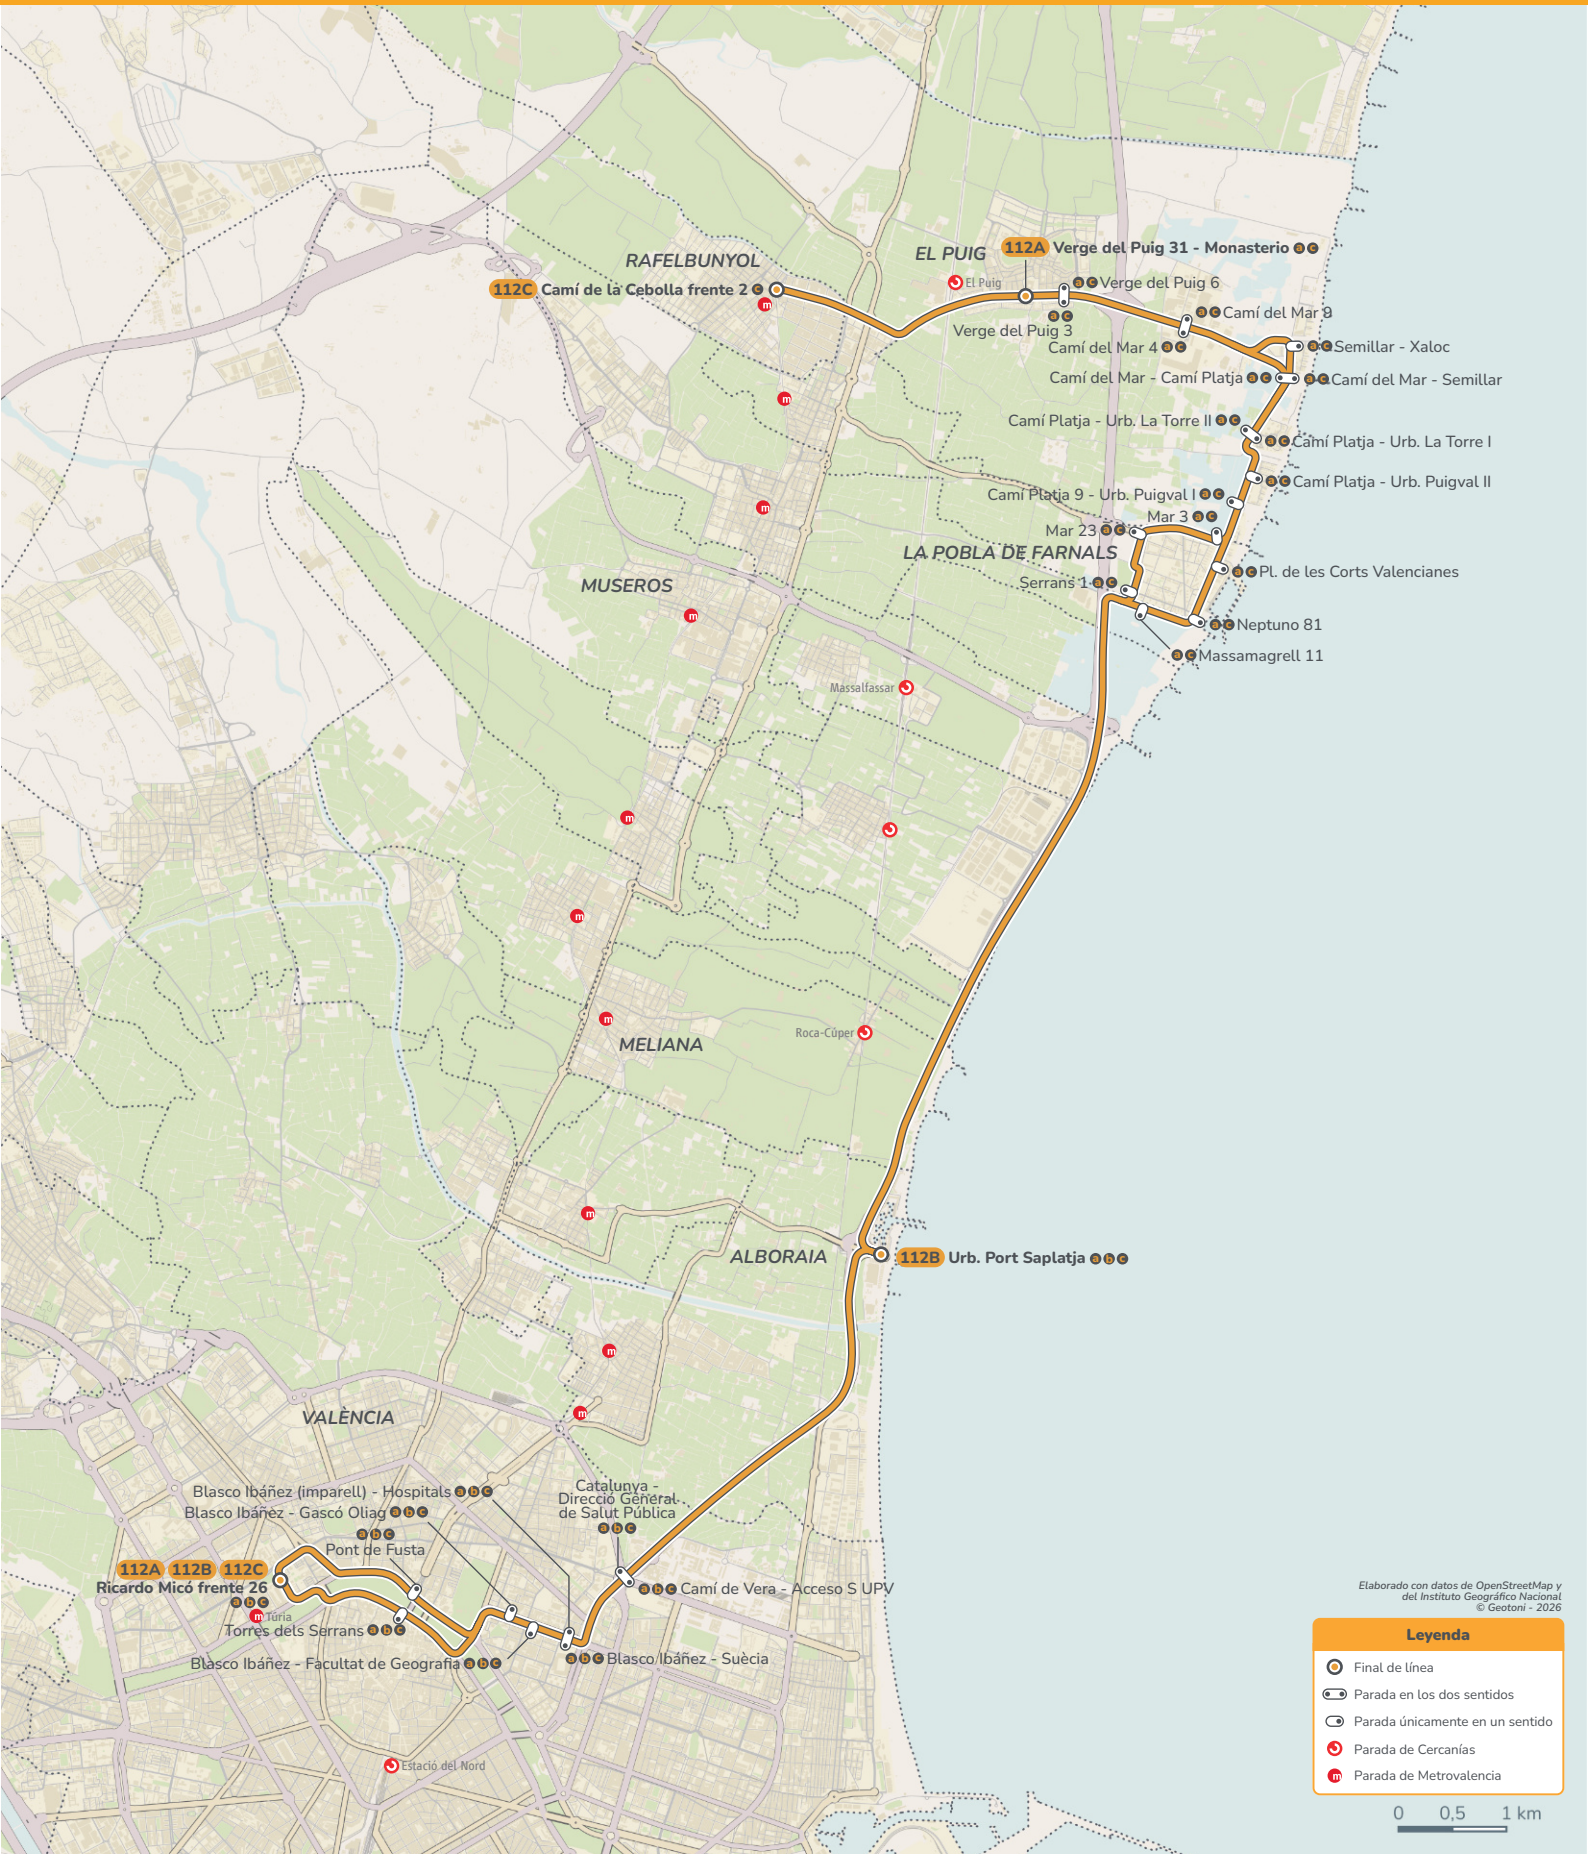 112A Verge del Puig 31 - Monasterio a c
EL PUIG
RAFELBUNYOL
El Puig
a c Verge del Puig 6
112C Camí de la Cebolla frente 2 c
m
a c Camí del Mar 9
a c
Verge del Puig 3
Camí del Mar 4 a c
a c Semillar - Xaloc
Camí del Mar - Camí Platja a c
a c Camí del Mar - Semillar
m
Camí Platja - Urb. La Torre II a c
a c Camí Platja - Urb. La Torre I
a c Camí Platja - Urb. Puigval II
Camí Platja 9 - Urb. Puigval I a c
m
Mar 3 a c
Mar 23 a c
LA POBLA DE FARNALS
a c Pl. de les Corts Valencianes
Serrans 1 a c
MUSEROS
m
a c Neptuno 81
a c Massamagrell 11
Massalfassar
m
m
m
Roca-Cúper
MELIANA
m
ALBORAIA
112B Urb. Port Saplatja a b c
m
m
VALÈNCIA
Blasco Ibáñez (imparell) - Hospitals a b c
Catalunya -
Direcció General
de Salut Pública
a b c
Blasco Ibáñez - Gascó Oliag a b c
a b c
Pont de Fusta
112A 112B 112C
Ricardo Micó frente 26
a b c
m Túria
a b c Camí de Vera - Acceso S UPV
Torres dels Serrans a b c
Blasco Ibáñez - Facultat de Geografia a b c
a b c Blasco Ibáñez - Suècia
Estació del Nord
Elaborado con datos de OpenStreetMap y
del Instituto Geográfico Nacional
© Geotoni - 2026
Leyenda
Final de línea
Parada en los dos sentidos
Parada únicamente en un sentido
Parada de Cercanías
m Parada de Metrovalencia
0 0,5 1 km